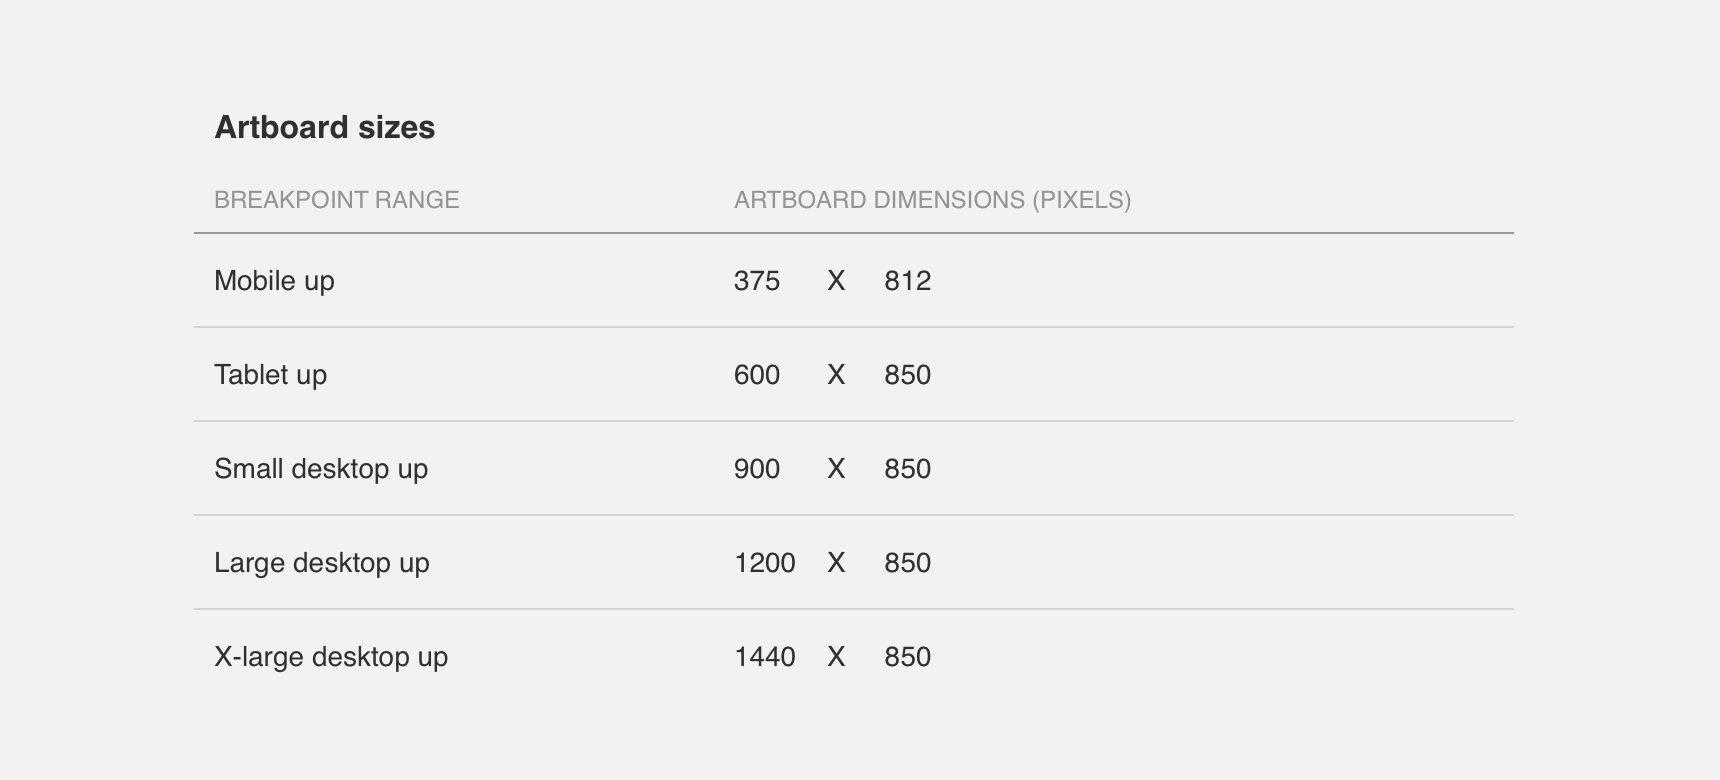 Artboard sizes
BREAKPOINT RANGE ARTBOARD DIMENSIONS (PIXELS)
Mobile up 375 X 812
Tablet up 600 X 850
Small desktop up 900 X 850
Large desktop up 1200 X 850
X-large desktop up 1440 X 850